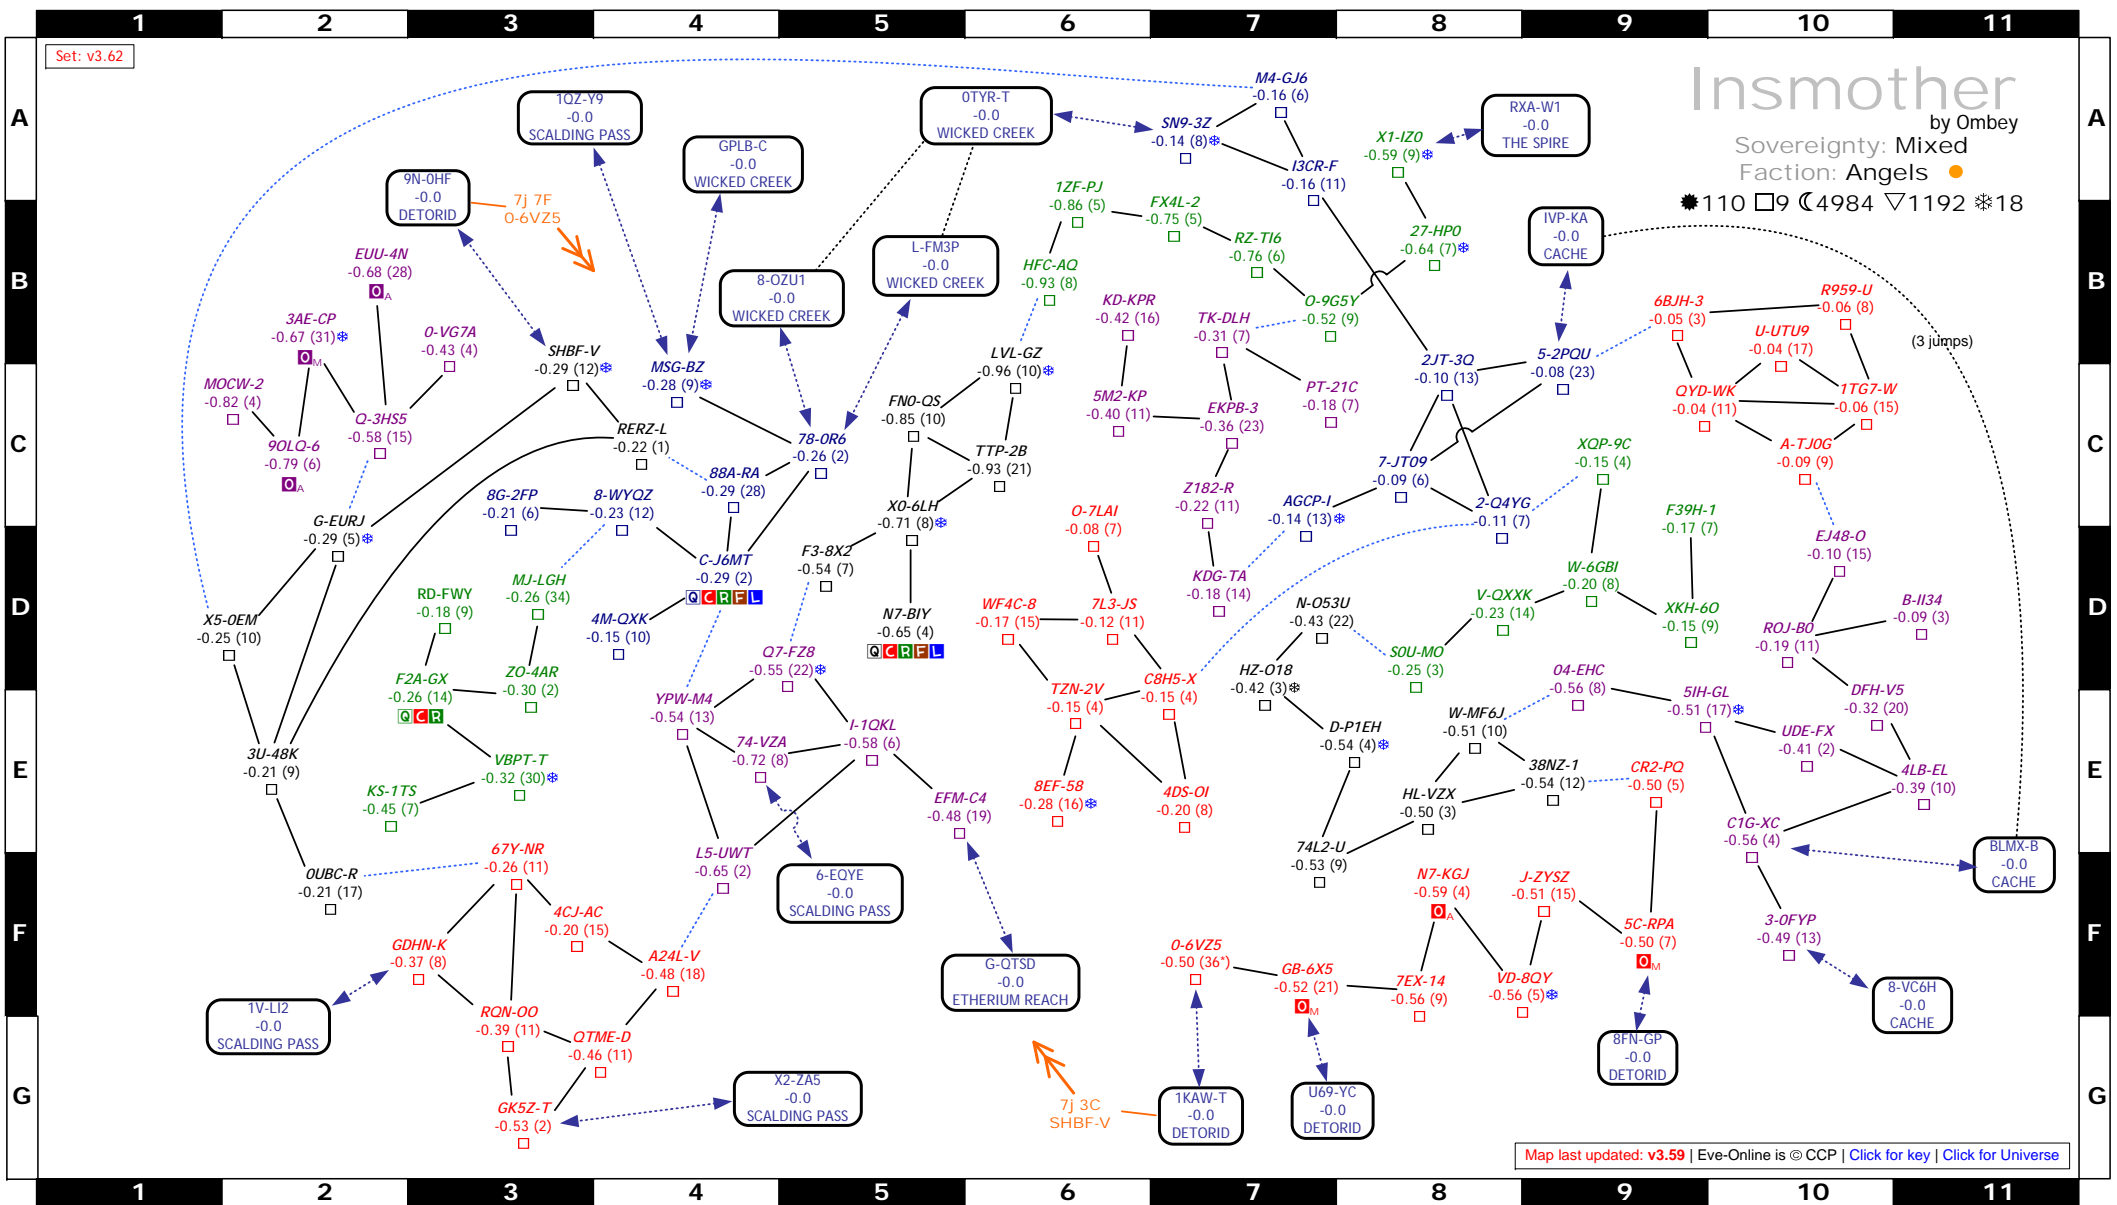 1 2 3 4 5 6 7 8 9 10 11
Set: v3.62
Insmother
by Ombey
Sovereignty: Mixed
Faction: Angels
110 9 4984 1192 18
A A
M4-GJ6
-0.16 (6)
1QZ-Y9
-0.0
SCALDING PASS
0TYR-T
-0.0
WICKED CREEK
SN9-3Z
-0.14 (8)
X1-IZ0
-0.59 (9)
RXA-W1
-0.0
THE SPIRE
GPLB-C
-0.0
WICKED CREEK
I3CR-F
-0.16 (11)
9N-0HF
-0.0
DETORID
7j 7F
0-6VZ5
1ZF-PJ
-0.86 (5)
FX4L-2
-0.75 (5)
B B
RZ-TI6
-0.76 (6)
27-HP0
-0.64 (7)
IVP-KA
-0.0
CACHE
EUU-4N
-0.68 (28)
0A
L-FM3P
-0.0
WICKED CREEK
8-OZU1
-0.0
WICKED CREEK
HFC-AQ
-0.93 (8)
KD-KPR
-0.42 (16)
O-9G5Y
-0.52 (9)
6BJH-3
-0.05 (3)
R959-U
-0.06 (8)
3AE-CP
-0.67 (31)
0M
0-VG7A
-0.43 (4)
TK-DLH
-0.31 (7)
U-UTU9
-0.04 (17)
(3 jumps)
SHBF-V
-0.29 (12)
MSG-BZ
-0.28 (9)
LVL-GZ
-0.96 (10)
2JT-3Q
-0.10 (13)
5-2PQU
-0.08 (23)
C C
MOCW-2
-0.82 (4)
5M2-KP
-0.40 (11)
PT-21C
-0.18 (7)
QYD-WK
-0.04 (11)
1TG7-W
-0.06 (15)
Q-3HS5
-0.58 (15)
FN0-QS
-0.85 (10)
EKPB-3
-0.36 (23)
9OLQ-6
-0.79 (6)
0A
RERZ-L
-0.22 (1)
78-0R6
-0.26 (2)
TTP-2B
-0.93 (21)
XQP-9C
-0.15 (4)
A-TJ0G
-0.09 (9)
88A-RA
-0.29 (28)
7-JT09
-0.09 (6)
8G-2FP
-0.21 (6)
8-WYQZ
-0.23 (12)
Z182-R
-0.22 (11)
AGCP-I
-0.14 (13)
2-Q4YG
-0.11 (7)
G-EURJ
-0.29 (5)
X0-6LH
-0.71 (8)
O-7LAI
-0.08 (7)
F39H-1
-0.17 (7)
D D
F3-8X2
-0.54 (7)
C-J6MT
-0.29 (2)
Q C R F L
EJ48-O
-0.10 (15)
MJ-LGH
-0.26 (34)
KDG-TA
-0.18 (14)
W-6GBI
-0.20 (8)
RD-FWY
-0.18 (9)
WF4C-8
-0.17 (15)
7L3-JS
-0.12 (11)
N-O53U
-0.43 (22)
V-QXXK
-0.23 (14)
XKH-6O
-0.15 (9)
B-II34
-0.09 (3)
X5-0EM
-0.25 (10)
4M-QXK
-0.15 (10)
N7-BIY
-0.65 (4)
Q C R F L
ROJ-B0
-0.19 (11)
Q7-FZ8
-0.55 (22)
S0U-MO
-0.25 (3)
F2A-GX
-0.26 (14)
Q C R
ZO-4AR
-0.30 (2)
C8H5-X
-0.15 (4)
HZ-O18
-0.42 (3)
04-EHC
-0.56 (8)
E E
YPW-M4
-0.54 (13)
TZN-2V
-0.15 (4)
5IH-GL
-0.51 (17)
DFH-V5
-0.32 (20)
I-1QKL
-0.58 (6)
D-P1EH
-0.54 (4)
W-MF6J
-0.51 (10)
UDE-FX
-0.41 (2)
3U-48K
-0.21 (9)
VBPT-T
-0.32 (30)
74-VZA
-0.72 (8)
38NZ-1
-0.54 (12)
CR2-PQ
-0.50 (5)
4LB-EL
-0.39 (10)
KS-1TS
-0.45 (7)
EFM-C4
-0.48 (19)
8EF-58
-0.28 (16)
4DS-OI
-0.20 (8)
HL-VZX
-0.50 (3)
C1G-XC
-0.56 (4)
67Y-NR
-0.26 (11)
L5-UWT
-0.65 (2)
74L2-U
-0.53 (9)
BLMX-B
-0.0
CACHE
F F
0UBC-R
-0.21 (17)
6-EQYE
-0.0
SCALDING PASS
N7-KGJ
-0.59 (4)
0A
J-ZYSZ
-0.51 (15)
4CJ-AC
-0.20 (15)
3-0FYP
-0.49 (13)
5C-RPA
-0.50 (7)
0M
GDHN-K
-0.37 (8)
A24L-V
-0.48 (18)
G-QTSD
-0.0
ETHERIUM REACH
0-6VZ5
-0.50 (36*)
GB-6X5
-0.52 (21)
0M
7EX-14
-0.56 (9)
VD-8QY
-0.56 (5)
8-VC6H
-0.0
CACHE
1V-LI2
-0.0
SCALDING PASS
RQN-OO
-0.39 (11)
G G
QTME-D
-0.46 (11)
8FN-GP
-0.0
DETORID
X2-ZA5
-0.0
SCALDING PASS
GK5Z-T
-0.53 (2)
7j 3C
SHBF-V
1KAW-T
-0.0
DETORID
U69-YC
-0.0
DETORID
Map last updated: v3.59 | Eve-Online is © CCP | Click for key | Click for Universe
1 2 3 4 5 6 7 8 9 10 11